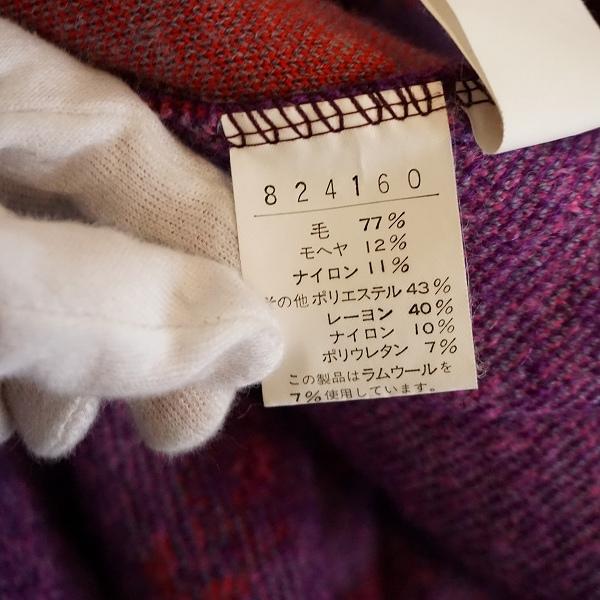 824160
毛 77%
モヘヤ 12%
ナイロン 11%
その他 ポリエステル 43%
レーヨン 40%
ナイロン 10%
ポリウレタン 7%
この製品はラムウールを
7%使用しています。